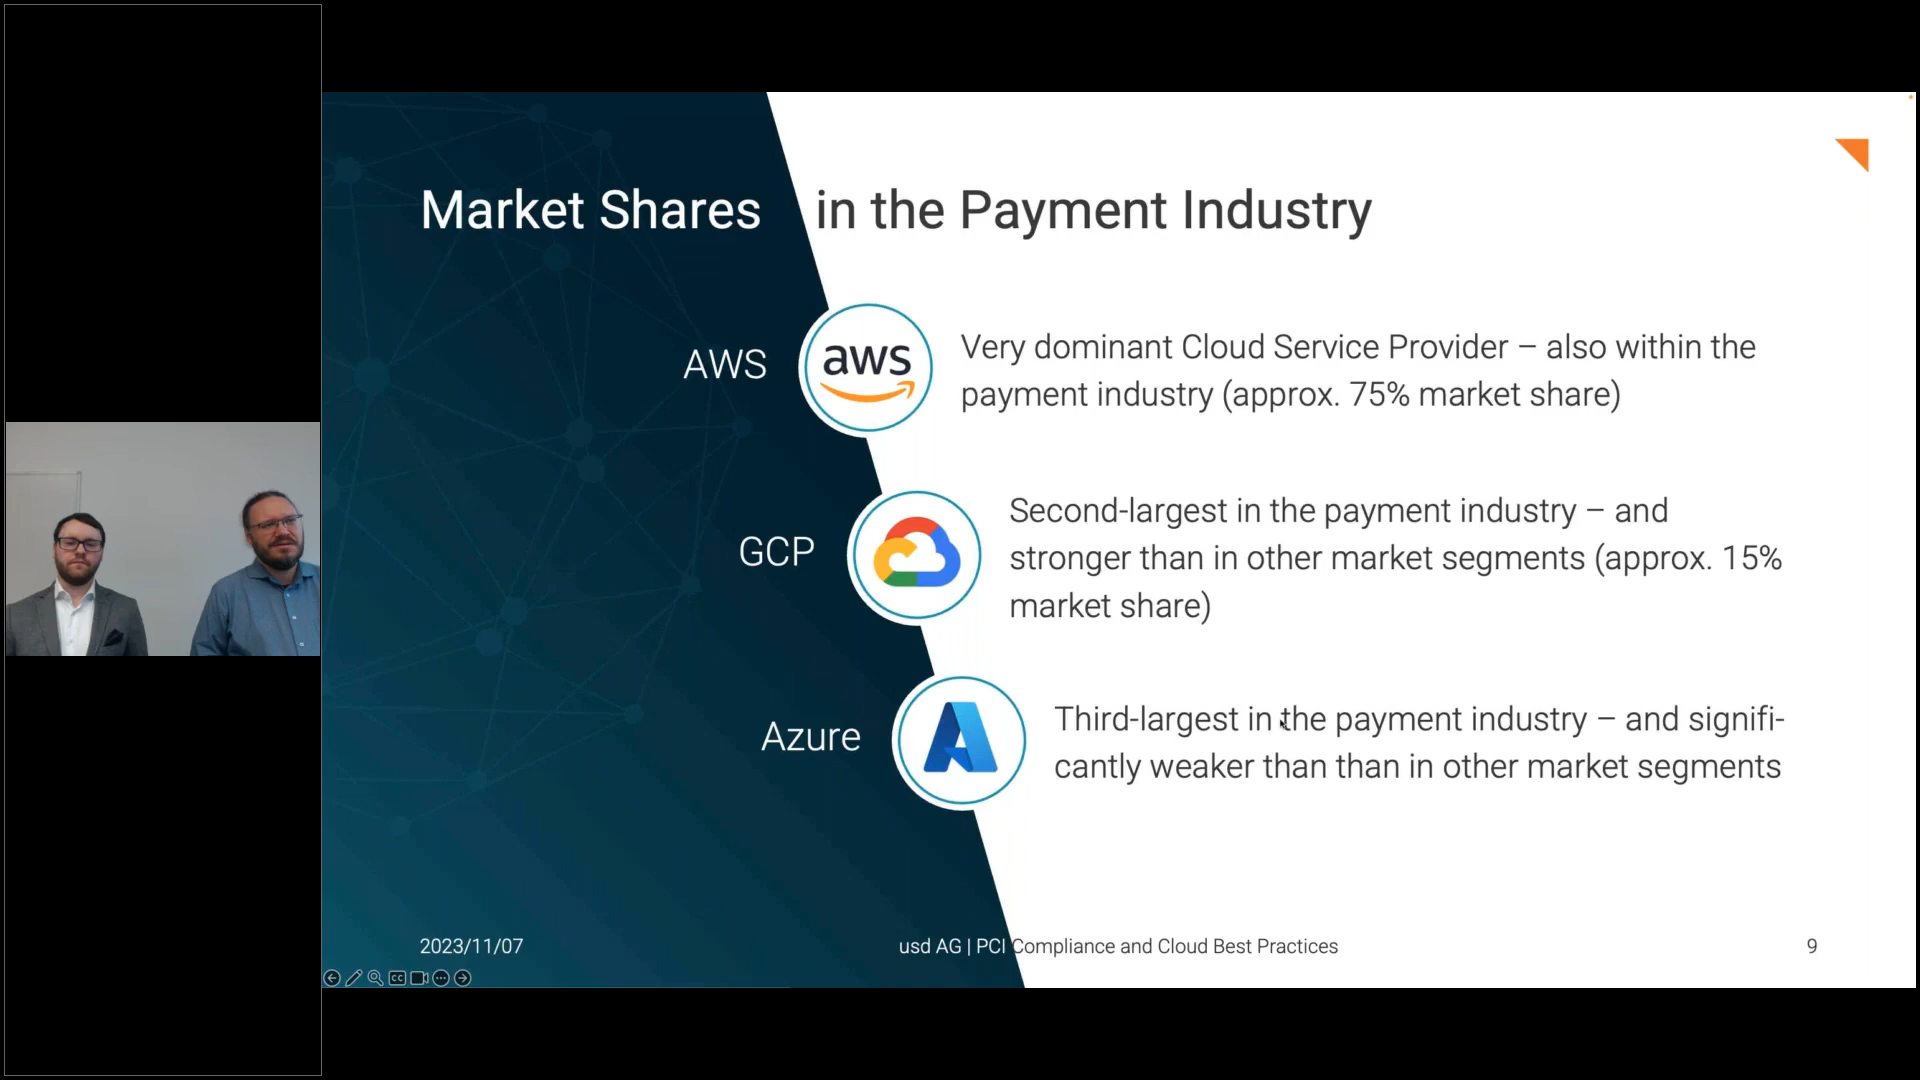 Market Shares in the Payment Industry
AWS
aws
Very dominant Cloud Service Provider – also within the
payment industry (approx. 75% market share)
GCP
Second-largest in the payment industry – and
stronger than in other market segments (approx. 15%
market share)
Azure
Third-largest in the payment industry – and signifi-
cantly weaker than than in other market segments
2023/11/07
usd AG | PCI Compliance and Cloud Best Practices
9
CC